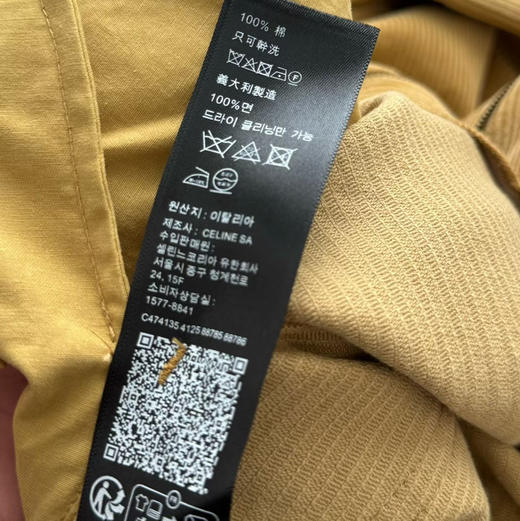 100% 棉
只可幹洗
F
義大利製造
100%면
드라이 클리닝만 가능
원산지 : 이탈리아
제조사 : CELINE SA
수입판매원 :
셀린느코리아 유한회사
서울시 중구 청계천로
24, 15F
소비자상담실 :
1577-8841
C474135 4125 88785 88786